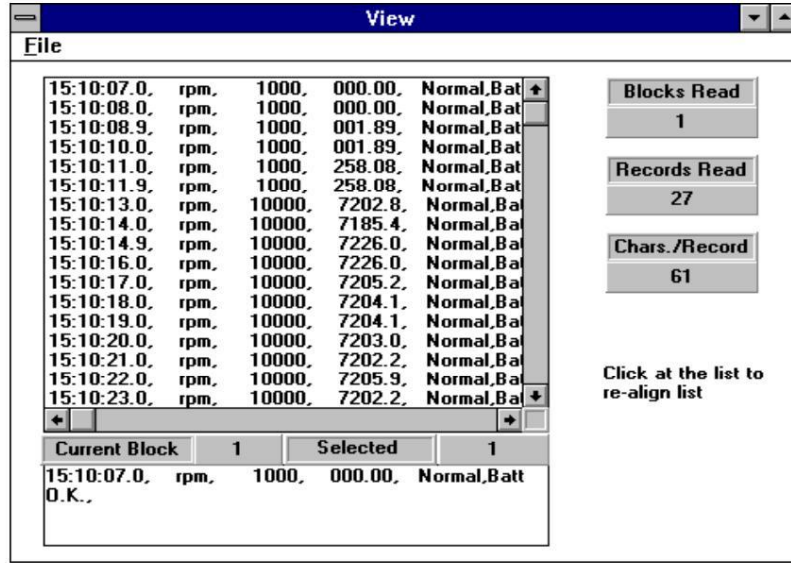 View
File
15:10:07.0, rpm, 1000, 000.00, Normal,Bat
15:10:08.0, rpm, 1000, 000.00, Normal,Bat
15:10:08.9, rpm, 1000, 001.89, Normal,Bat
15:10:10.0, rpm, 1000, 001.89, Normal,Bat
15:10:11.0, rpm, 1000, 258.08, Normal,Bat
15:10:11.9, rpm, 1000, 258.08, Normal,Bat
15:10:13.0, rpm, 10000, 7202.8, Normal,Bat
15:10:14.0, rpm, 10000, 7185.4, Normal,Bat
15:10:14.9, rpm, 10000, 7226.0, Normal,Bat
15:10:16.0, rpm, 10000, 7226.0, Normal,Bat
15:10:17.0, rpm, 10000, 7205.2, Normal,Bat
15:10:18.0, rpm, 10000, 7204.1, Normal,Bat
15:10:19.0, rpm, 10000, 7204.1, Normal,Bat
15:10:20.0, rpm, 10000, 7203.0, Normal,Bat
15:10:21.0, rpm, 10000, 7202.2, Normal,Bat
15:10:22.0, rpm, 10000, 7205.9, Normal,Bat
15:10:23.0, rpm, 10000, 7202.2, Normal,Bat
Blocks Read
1
Records Read
27
Chars./Record
61
Click at the list to
re-align list
Current Block 1 Selected 1
15:10:07.0, rpm, 1000, 000.00, Normal,Batt
O.K.,